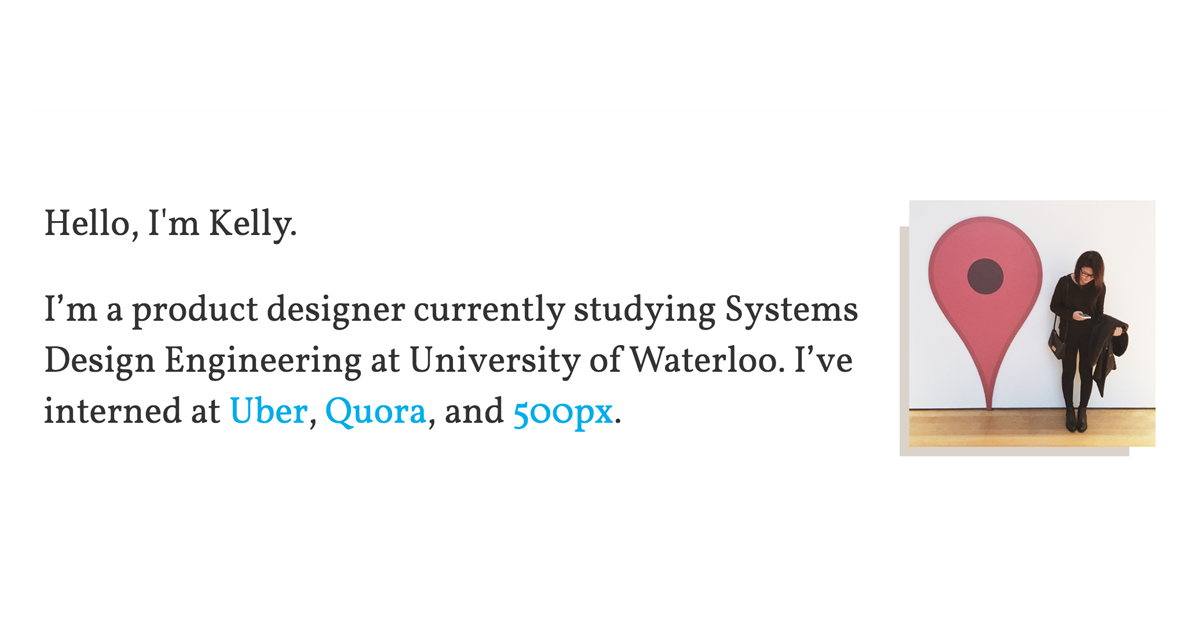 Hello, I'm Kelly.
I’m a product designer currently studying Systems
Design Engineering at University of Waterloo. I’ve
interned at Uber, Quora, and 500px.